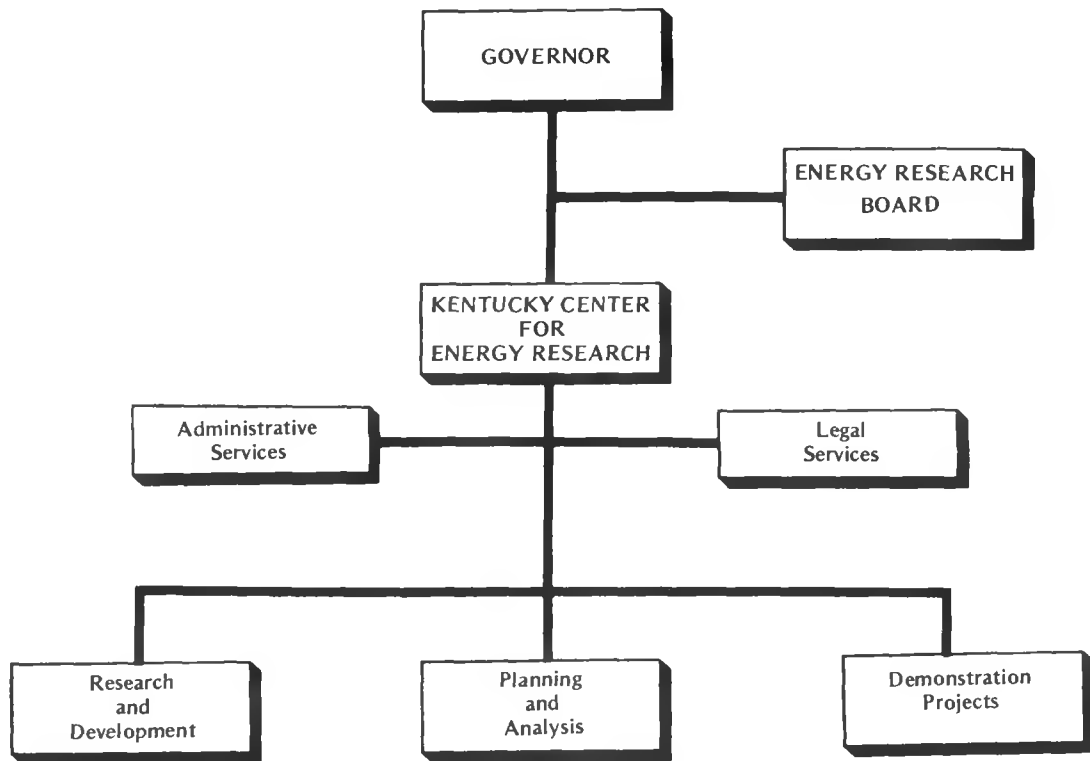 GOVERNOR
ENERGY RESEARCH
BOARD
KENTUCKY CENTER
FOR
ENERGY RESEARCH
Administrative
Services
Legal
Services
Research
and
Development
Planning
and
Analysis
Demonstration
Projects